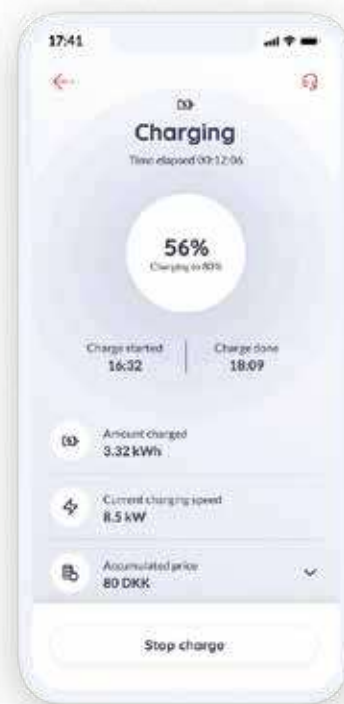 17:41
Charging
Time elapsed 00:12:06
56%
Charging to 80%
Charge started
16:32
Charge done
18:09
Amount charged
3.32 kWh
Current charging speed
8.5 kW
Accumulated price
80 DKK
Stop charge